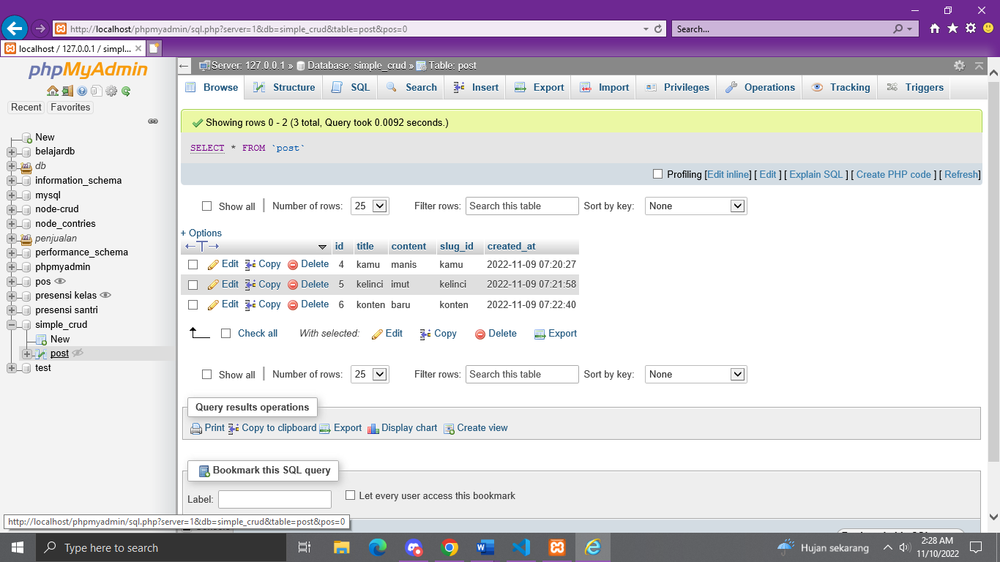 http://localhost/phpmyadmin/sql.php?server=1&db=simple_crud&table=post&pos=0
Search...
localhost / 127.0.0.1 / simpl...
phpMyAdmin
Recent Favorites
New
belajardb
db
information_schema
mysql
node-crud
node_contries
penjualan
performance_schema
phpmyadmin
pos
presensi kelas
presensi santri
simple_crud
New
post
test
Server: 127.0.0.1 » Database: simple_crud » Table: post
Browse Structure SQL Search Insert Export Import Privileges Operations Tracking Triggers
Showing rows 0 - 2 (3 total, Query took 0.0092 seconds.)
SELECT * FROM `post`
Profiling [Edit inline] [ Edit ] [ Explain SQL ] [ Create PHP code ] [ Refresh]
Show all Number of rows: 25 Filter rows: Search this table Sort by key: None
+ Options
id title content slug_id created_at
Edit Copy Delete 4 kamu manis kamu 2022-11-09 07:20:27
Edit Copy Delete 5 kelinci imut kelinci 2022-11-09 07:21:58
Edit Copy Delete 6 konten baru konten 2022-11-09 07:22:40
Check all With selected: Edit Copy Delete Export
Show all Number of rows: 25 Filter rows: Search this table Sort by key: None
Query results operations
Print Copy to clipboard Export Display chart Create view
Bookmark this SQL query
Label: Let every user access this bookmark
http://localhost/phpmyadmin/sql.php?server=1&db=simple_crud&table=post&pos=0
Type here to search
Hujan sekarang
2:28 AM
11/10/2022